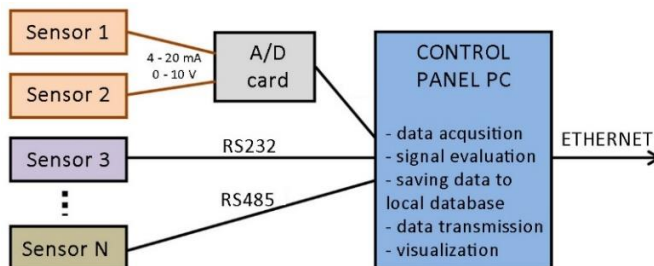 Sensor 1
4 - 20 mA
0 - 10 V
Sensor 2
A/D
card
Sensor 3
RS232
RS485
Sensor N
CONTROL
PANEL PC
- data acqusition
- signal evaluation
- saving data to
local database
- data transmission
- visualization
ETHERNET